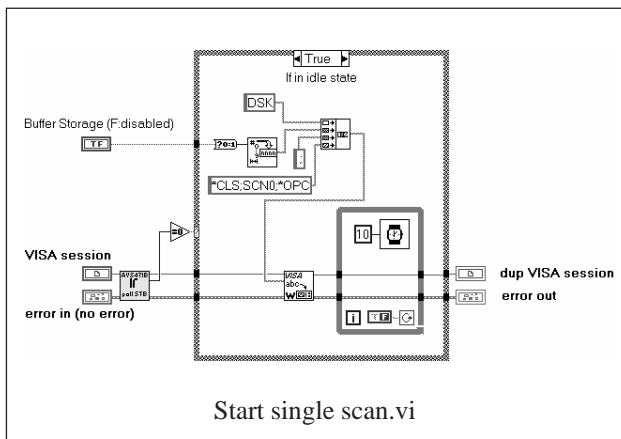 True
If in idle state
DSK
Buffer Storage (F:disabled)
TF
?0:1
;
*CLS;SCN0;*OPC
=0
10
VISA session
AVS47IB
poll STB
VISA
abc
W
dup VISA session
error in (no error)
error out
i
T F
Start single scan.vi